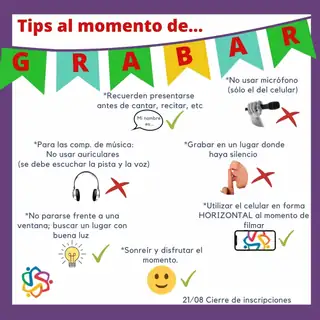 Tips al momento de...
GRABAR
*No usar micrófono
(sólo el del celular)
*Recuerden presentarse
antes de cantar, recitar, etc
Mi nombre
es...
*Para las comp. de música:
No usar auriculares
(se debe escuchar la pista y la voz)
*Grabar en un lugar donde
haya silencio
*No pararse frente a una
ventana; buscar un lugar con
buena luz
*Utilizar el celular en forma
HORIZONTAL al momento de
filmar
*Sonreir y disfrutar el
momento.
21/08 Cierre de inscripciones